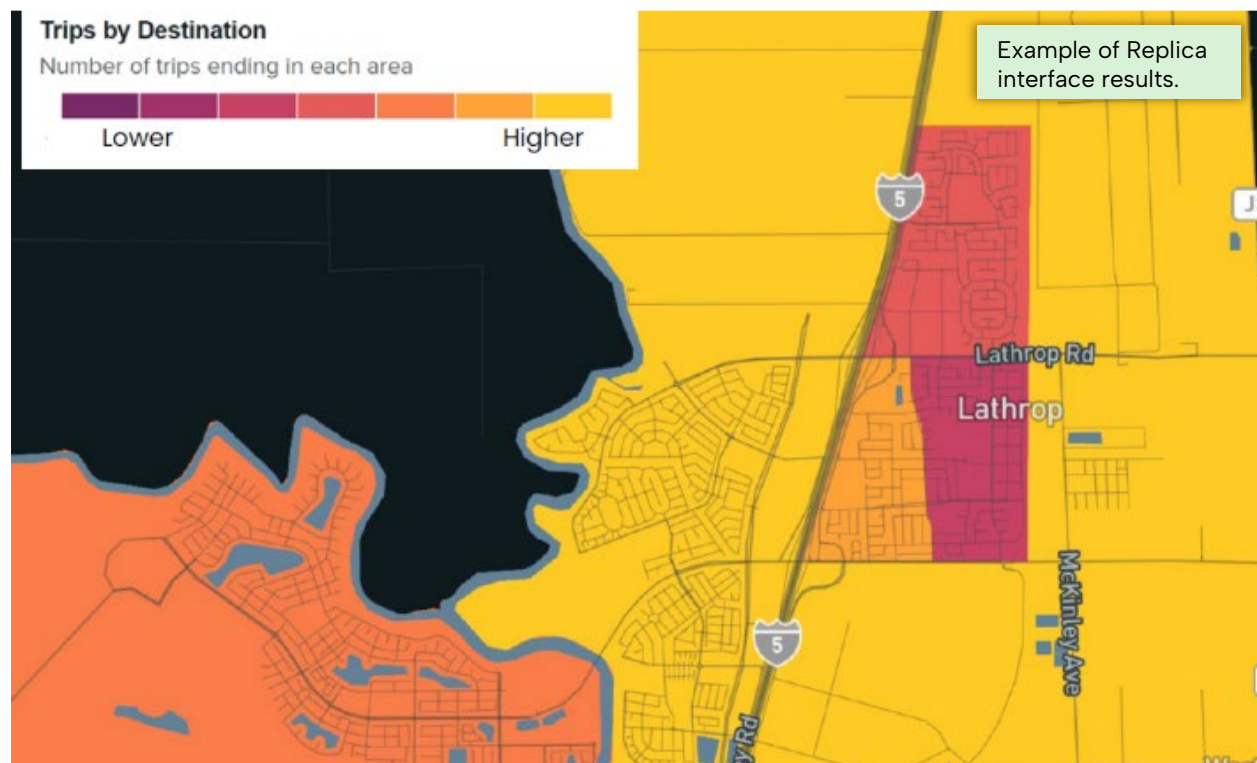 Trips by Destination
Number of trips ending in each area
Lower
Higher
Example of Replica
interface results.
5
J
Lathrop Rd
Lathrop
McKinley Ave
5
y Rd